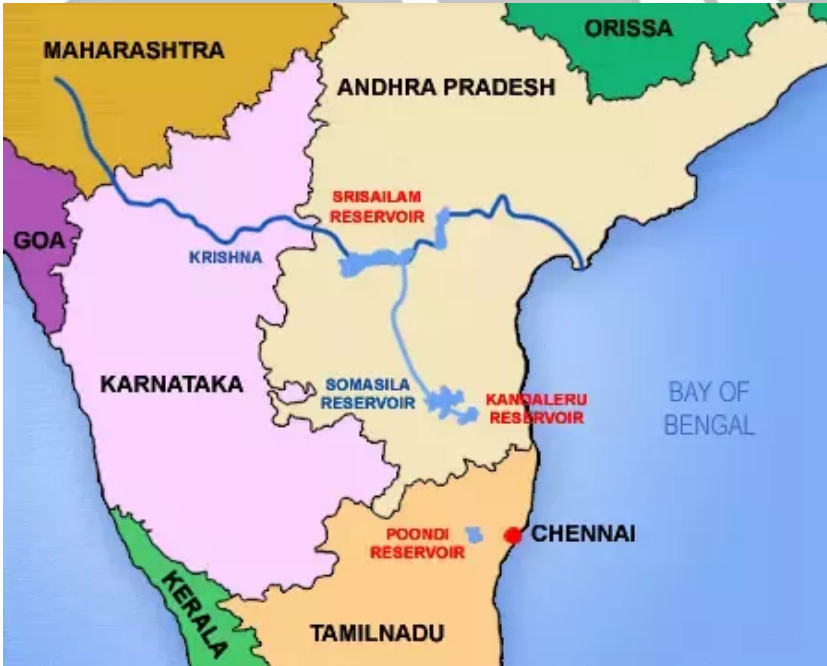 ORISSA
MAHARASHTRA
ANDHRA PRADESH
SRISAILAM
RESERVOIR
GOA
KRISHNA
KARNATAKA
SOMASILA
RESERVOIR
KANDALERU
RESERVOIR
BAY OF
BENGAL
POONDI
RESERVOIR
CHENNAI
KERALA
TAMILNADU